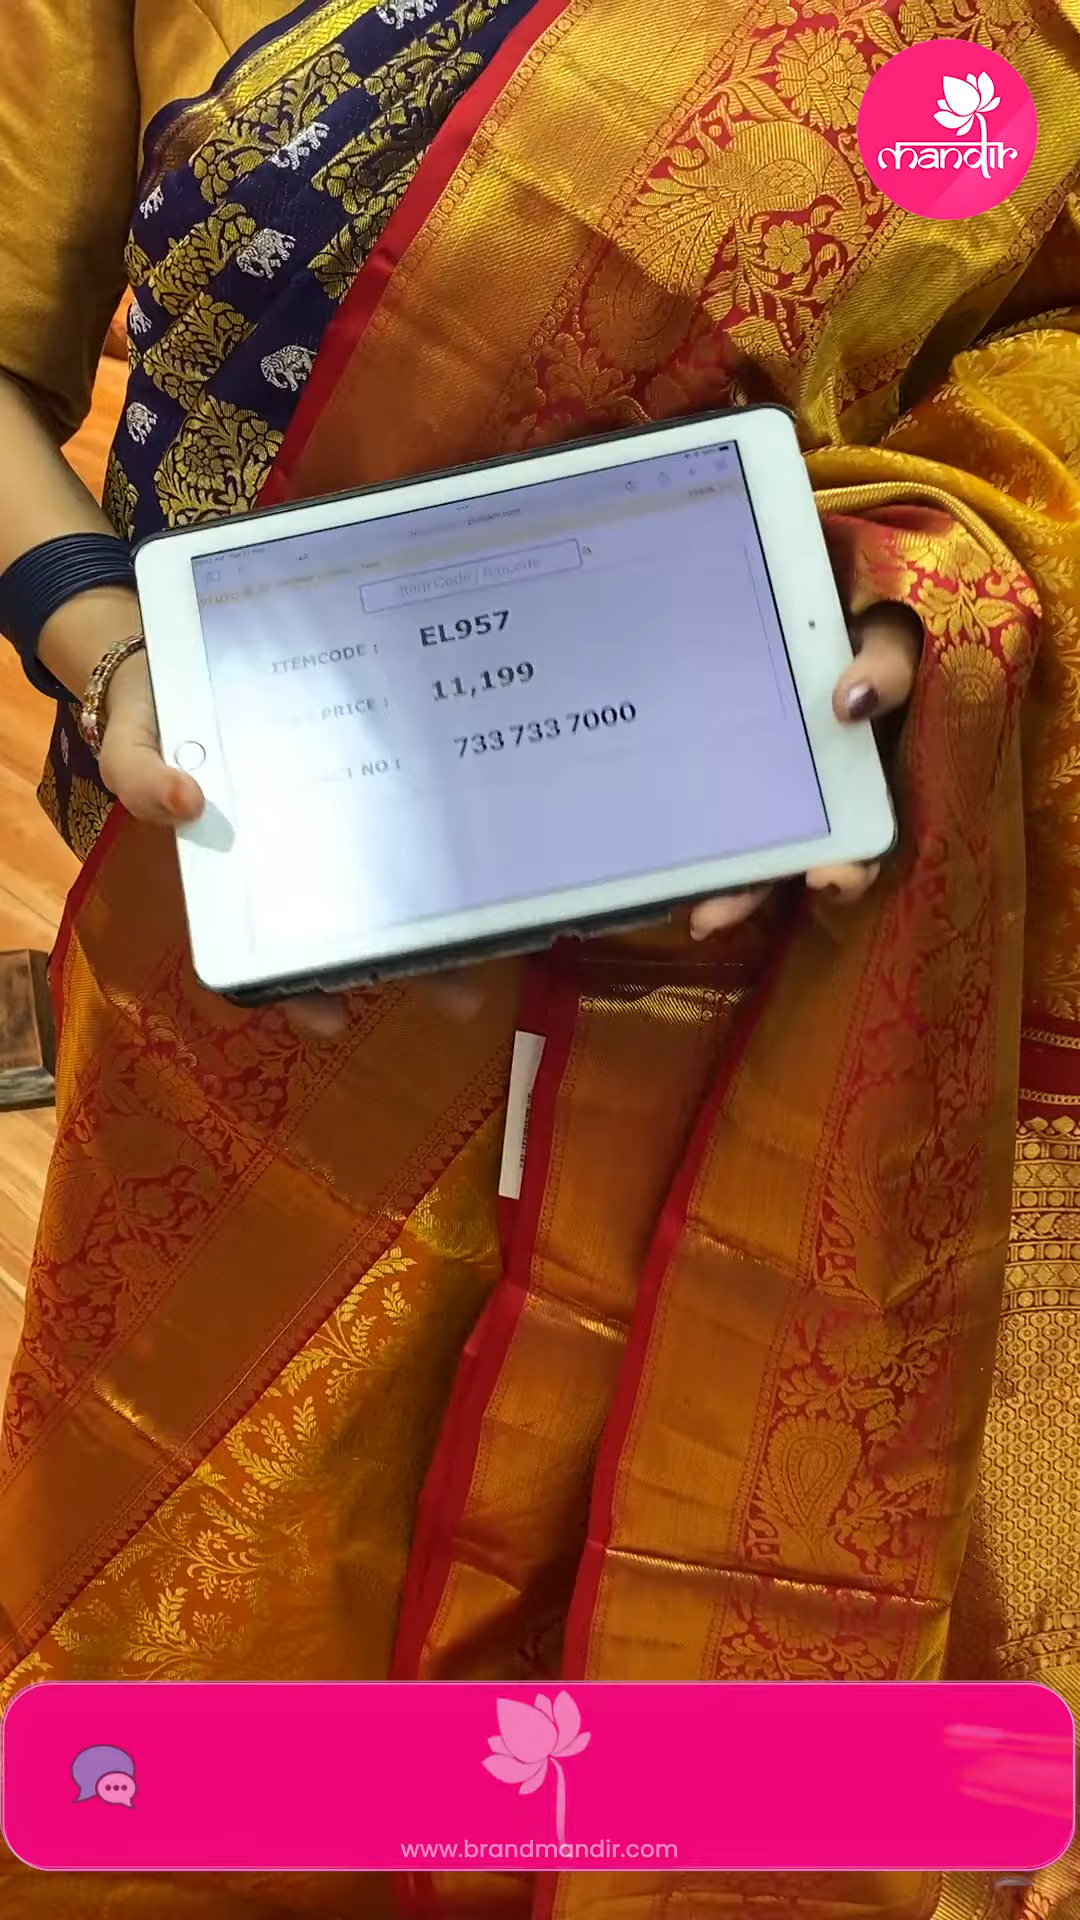 mandir
Item Code / Barcode
ITEMCODE : EL957
PRICE : 11,199
NO : 733 733 7000
www.brandmandir.com